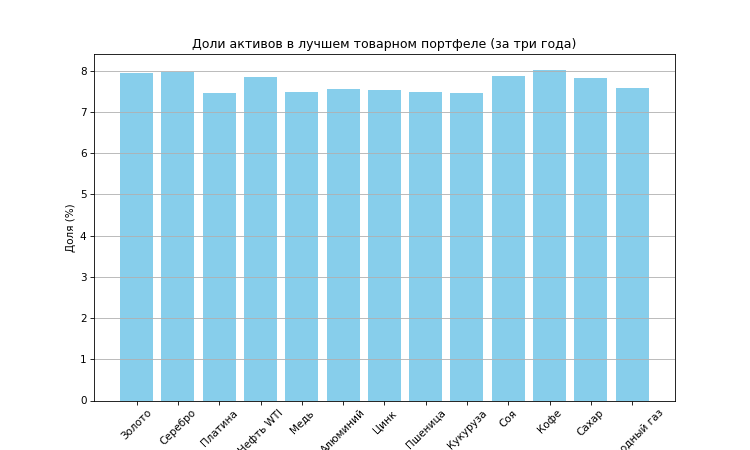 Доли активов в лучшем товарном портфеле (за три года)
Доля (%)
8
7
6
5
4
3
2
1
0
Золото
Серебро
Платина
Нефть WTI
Медь
Алюминий
Цинк
Пшеница
Кукуруза
Соя
Кофе
Сахар
газ